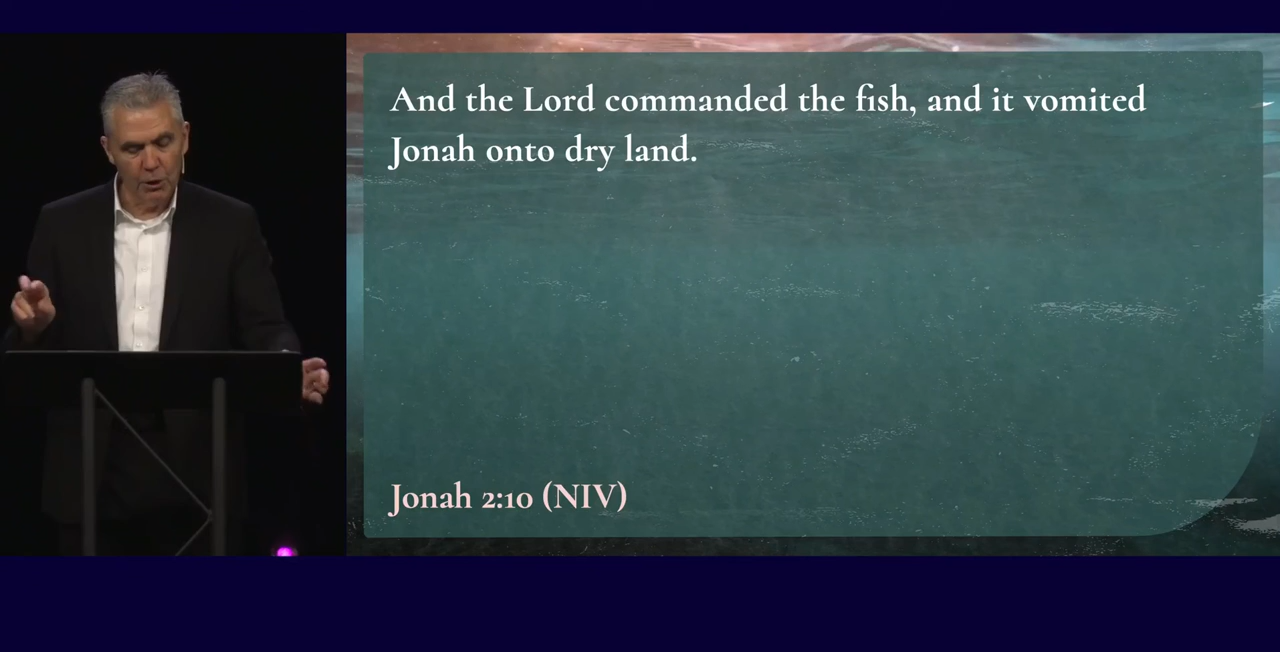 And the Lord commanded the fish, and it vomited
Jonah onto dry land.
Jonah 2:10 (NIV)